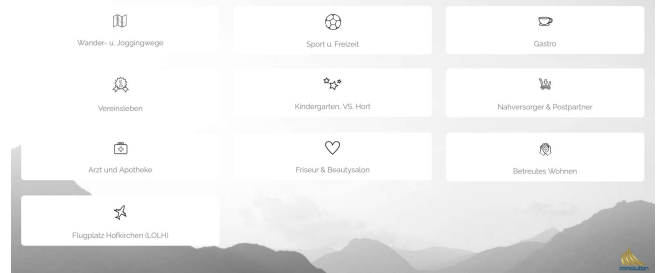 Wander- u. Joggingwege
Sport u. Freizeit
Gastro
Vereinsleben
Kindergarten, VS, Hort
Nahversorger & Postpartner
Arzt und Apotheke
Friseur & Beautysalon
Betreutes Wohnen
Flugplatz Hofkirchen (LOLH)
immolution